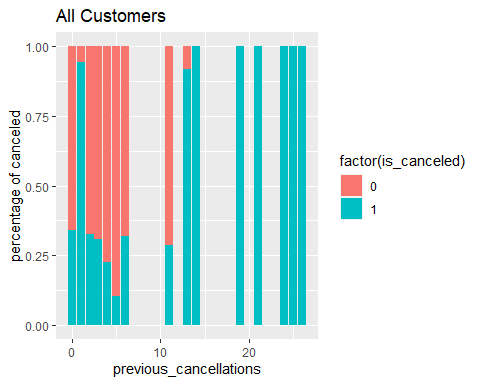 All Customers
percentage of canceled
1.00
0.75
0.50
0.25
0.00
0
10
20
previous_cancellations
factor(is_canceled)
0
1